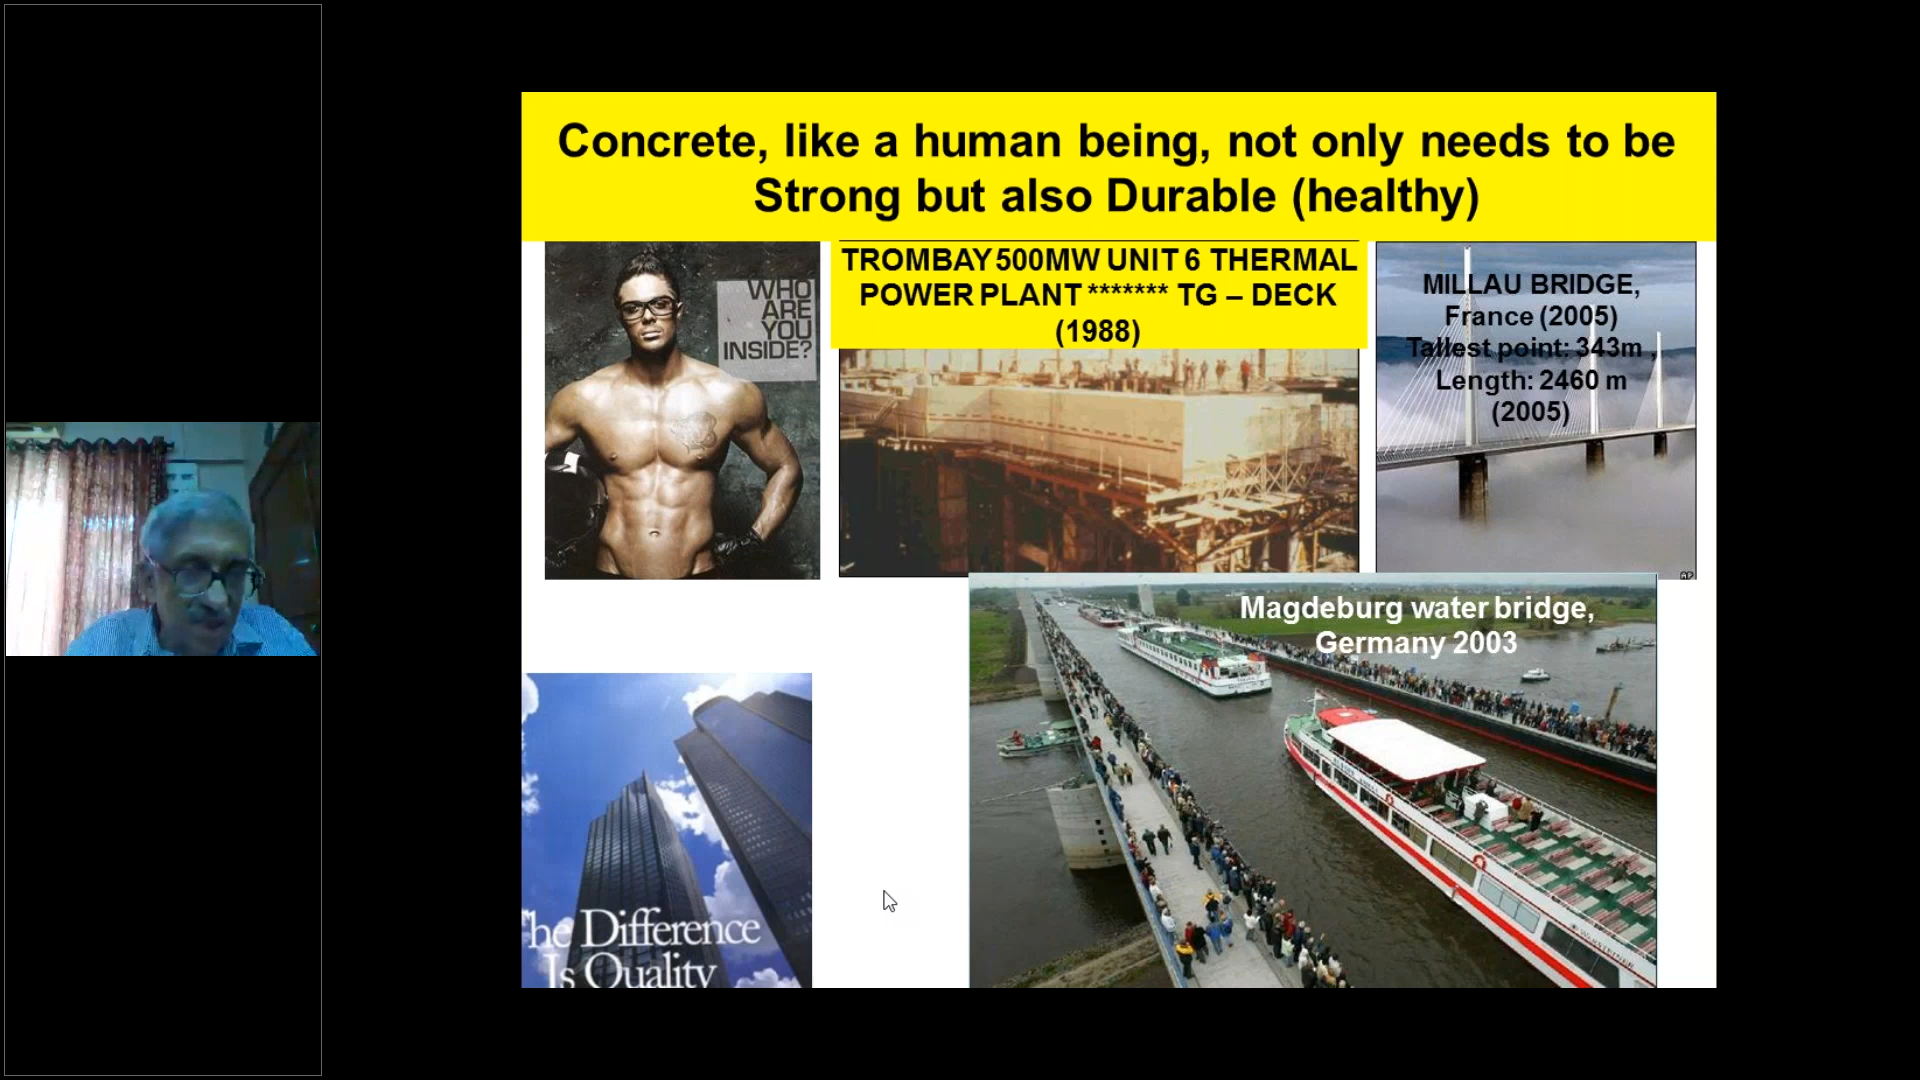 Concrete, like a human being, not only needs to be
Strong but also Durable (healthy)
WHO
ARE
YOU
INSIDE?
TROMBAY 500MW UNIT 6 THERMAL
POWER PLANT ******* TG – DECK
(1988)
MILLAU BRIDGE,
France (2005)
Tallest point: 343m ,
Length: 2460 m
(2005)
AP
Magdeburg water bridge,
Germany 2003
he Difference
Is Quality